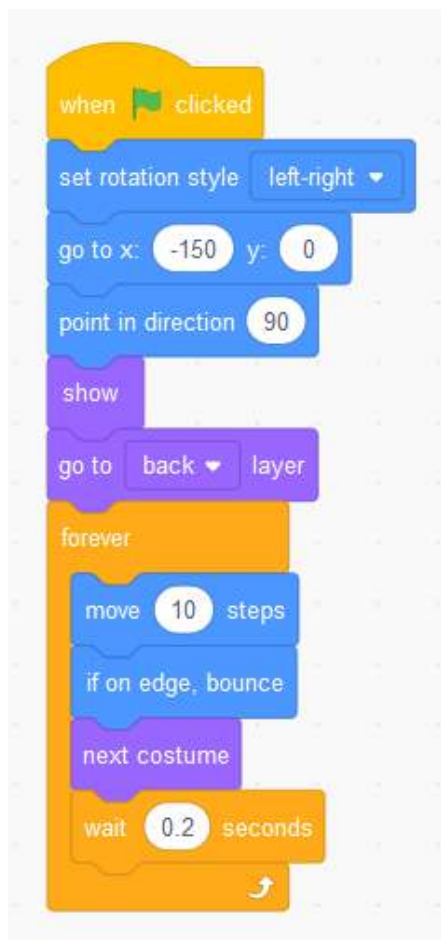 when clicked
set rotation style left-right
go to x: -150 y: 0
point in direction 90
show
go to back layer
forever
move 10 steps
if on edge, bounce
next costume
wait 0.2 seconds